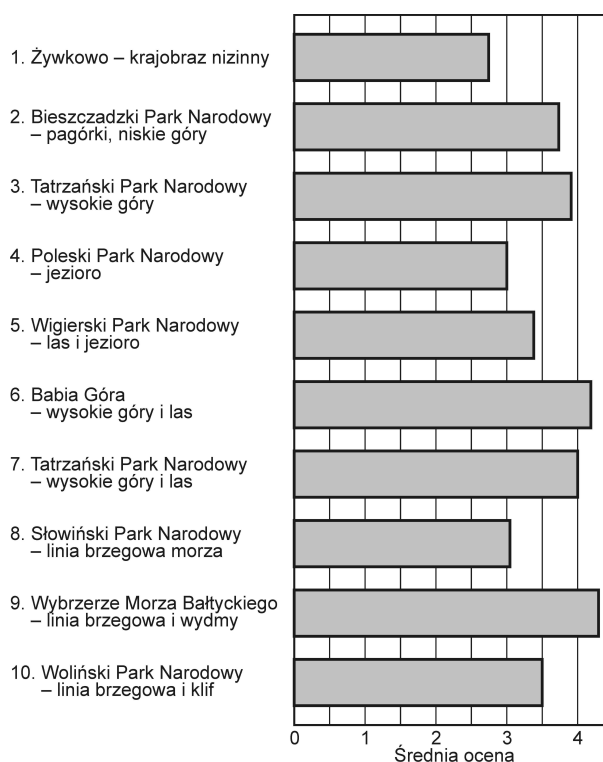 1. Żywkowo – krajobraz nizinny
2. Bieszczadzki Park Narodowy
– pagórki, niskie góry
3. Tatrzański Park Narodowy
– wysokie góry
4. Poleski Park Narodowy
– jezioro
5. Wigierski Park Narodowy
– las i jezioro
6. Babia Góra
– wysokie góry i las
7. Tatrzański Park Narodowy
– wysokie góry i las
8. Słowiński Park Narodowy
– linia brzegowa morza
9. Wybrzerze Morza Bałtyckiego
– linia brzegowa i wydmy
10. Woliński Park Narodowy
– linia brzegowa i klif
0 1 2 3 4
Średnia ocena